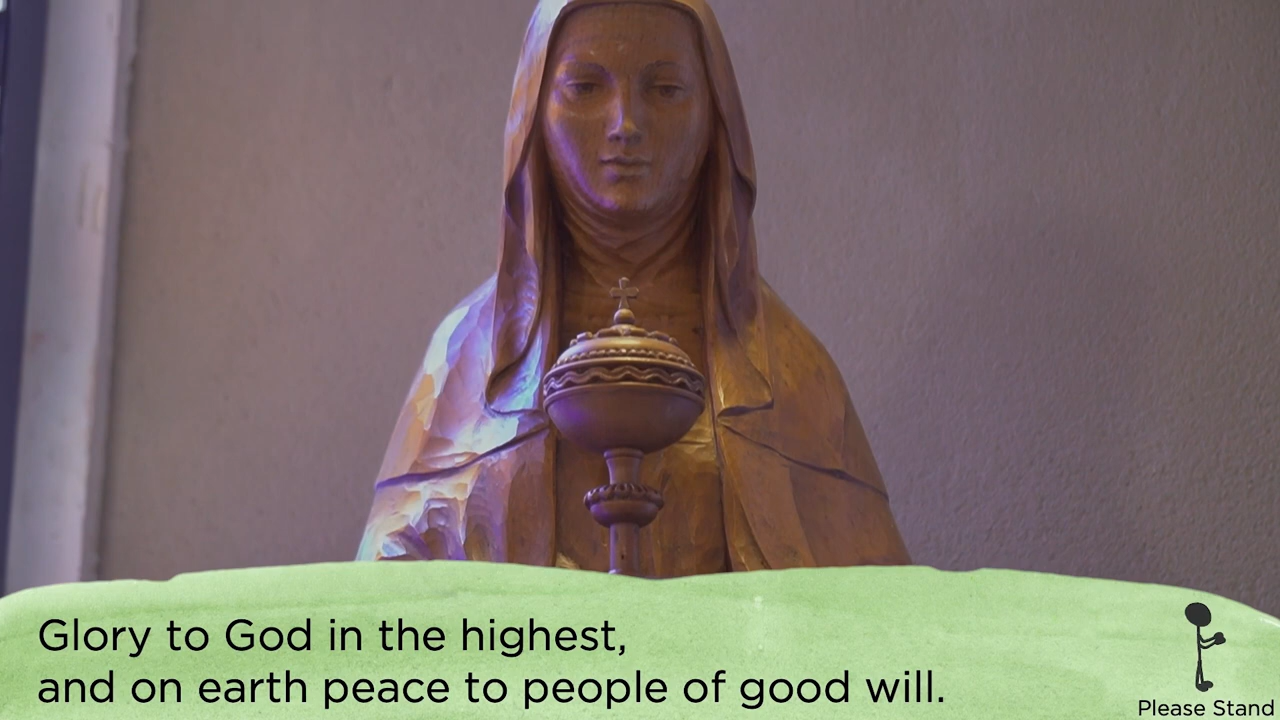 Glory to God in the highest,
and on earth peace to people of good will.
Please Stand